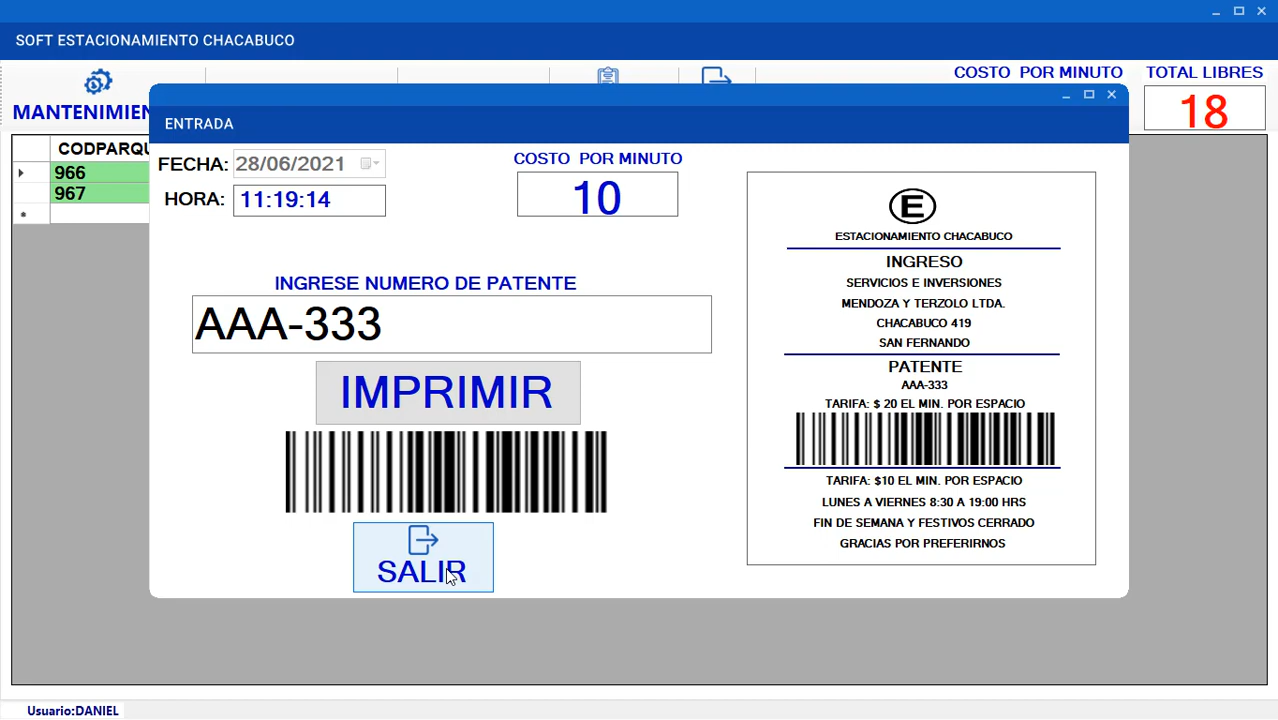 SOFT ESTACIONAMIENTO CHACABUCO
MANTENIMIEN
COSTO POR MINUTO
TOTAL LIBRES
18
CODPARQU
966
967
ENTRADA
FECHA: 28/06/2021
HORA: 11:19:14
COSTO POR MINUTO
10
INGRESE NUMERO DE PATENTE
AAA-333
IMPRIMIR
SALIR
E
ESTACIONAMIENTO CHACABUCO
INGRESO
SERVICIOS E INVERSIONES
MENDOZA Y TERZOLO LTDA.
CHACABUCO 419
SAN FERNANDO
PATENTE
AAA-333
TARIFA: $ 20 EL MIN. POR ESPACIO
TARIFA: $10 EL MIN. POR ESPACIO
LUNES A VIERNES 8:30 A 19:00 HRS
FIN DE SEMANA Y FESTIVOS CERRADO
GRACIAS POR PREFERIRNOS
Usuario:DANIEL